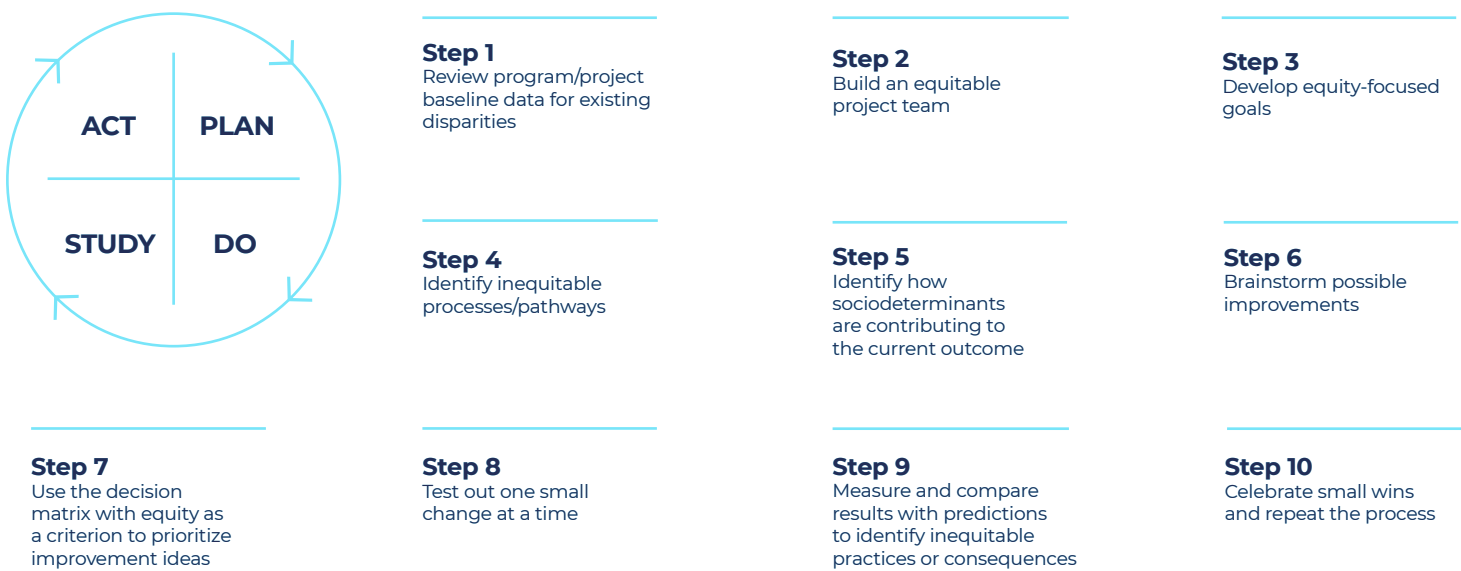 ACT
PLAN
STUDY
DO
Step 1
Review program/project
baseline data for existing
disparities
Step 2
Build an equitable
project team
Step 3
Develop equity-focused
goals
Step 4
Identify inequitable
processes/pathways
Step 5
Identify how
sociodeterminants
are contributing to
the current outcome
Step 6
Brainstorm possible
improvements
Step 7
Use the decision
matrix with equity as
a criterion to prioritize
improvement ideas
Step 8
Test out one small
change at a time
Step 9
Measure and compare
results with predictions
to identify inequitable
practices or consequences
Step 10
Celebrate small wins
and repeat the process